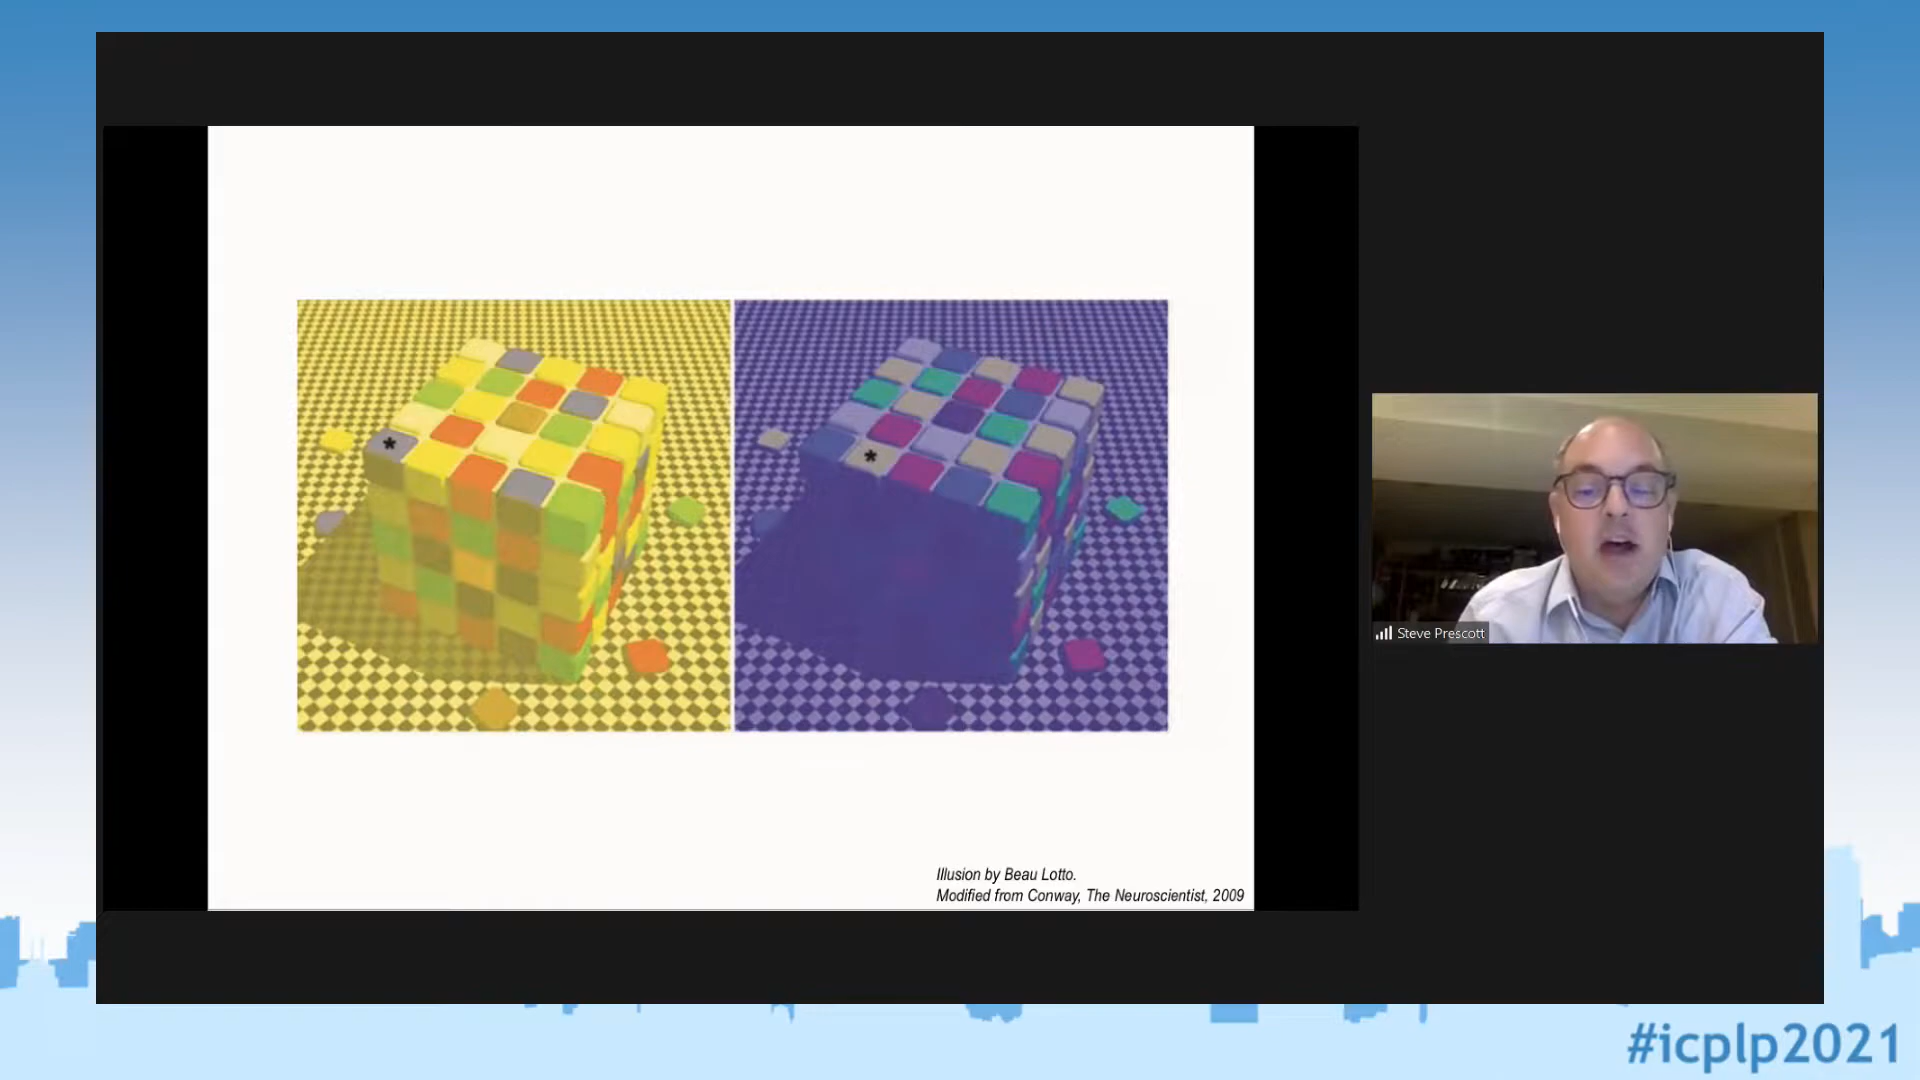 *
*
Illusion by Beau Lotto.
Modified from Conway, The Neuroscientist, 2009
Steve Prescott
#icplp2021